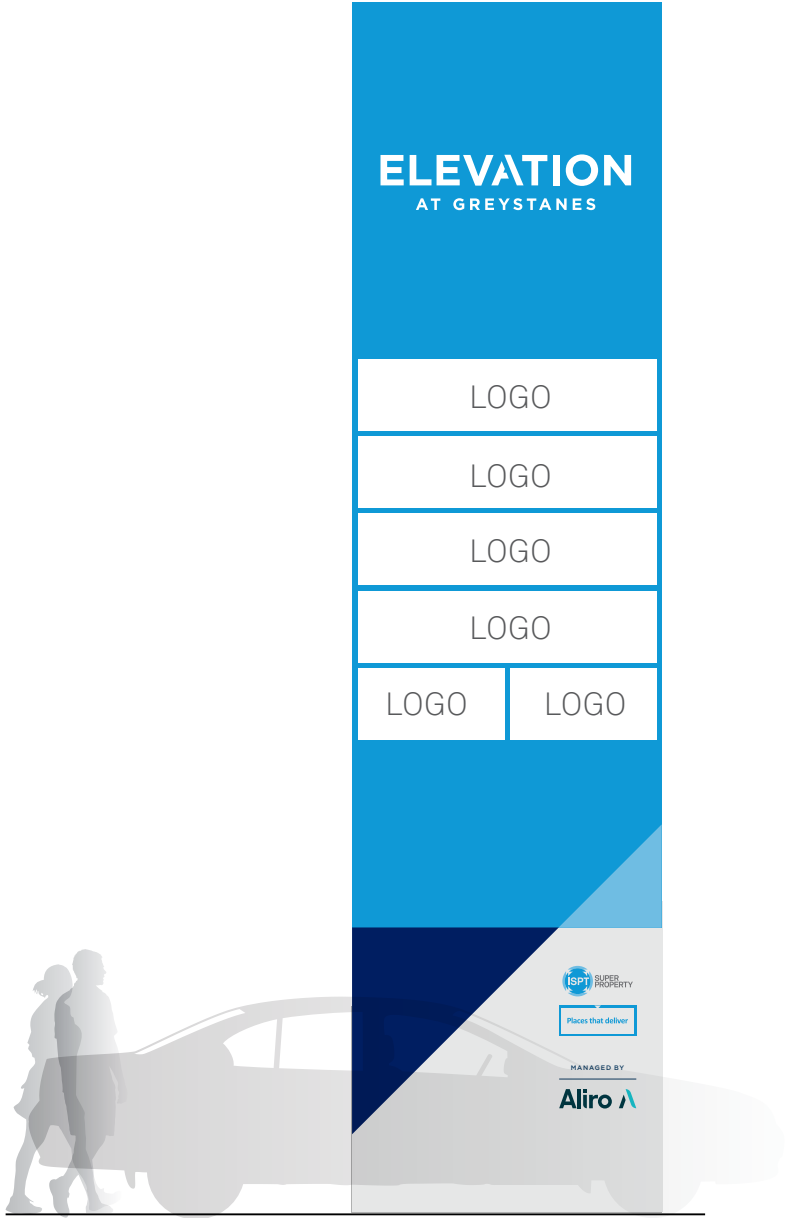 ELEVATION
AT GREYSTANES
LOGO
LOGO
LOGO
LOGO
LOGO LOGO
ISPT SUPER
PROPERTY
Places that deliver
MANAGED BY
Aliro